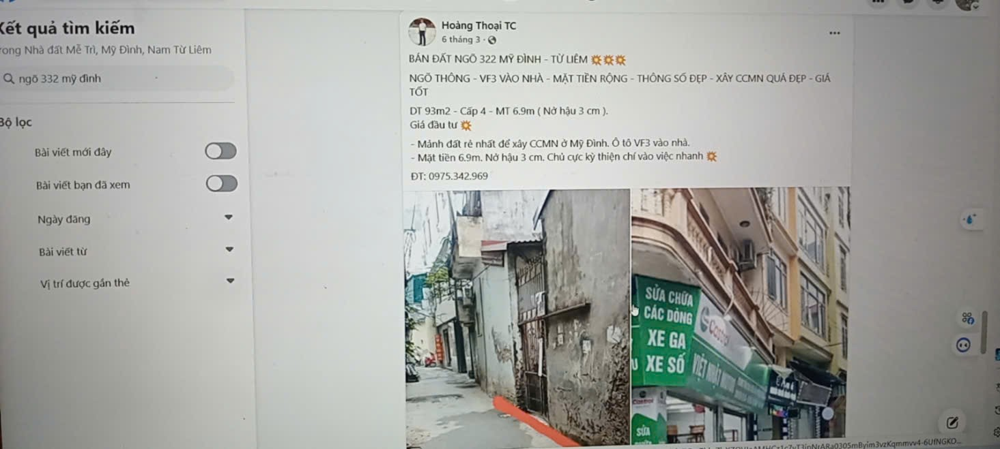 Kết quả tìm kiếm
rong Nhà đất Mễ Trì, Mỹ Đình, Nam Từ Liêm
ngõ 332 mỹ đình
Bộ lọc
Bài viết mới đây
Bài viết bạn đã xem
Ngày đăng
Bài viết từ
Vị trí được gắn thẻ
Hoàng Thoại TC
6 tháng 3 ·
BÁN ĐẤT NGÕ 322 MỸ ĐÌNH - TỪ LIÊM 💥💥💥
NGÕ THÔNG - VF3 VÀO NHÀ - MẶT TIỀN RỘNG - THÔNG SỐ ĐẸP - XÂY CCMN QUÁ ĐẸP - GIÁ
TỐT
DT 93m2 - Cấp 4 - MT 6.9m ( Nở hậu 3 cm ).
Giá đầu tư 💥
- Mảnh đất rẻ nhất để xây CCMN ở Mỹ Đình. Ô tô VF3 vào nhà.
- Mặt tiền 6.9m. Nở hậu 3 cm. Chủ cực kỳ thiện chí vào việc nhanh 💥
ĐT: 0975.342.969
SỬA CHỮA
CÁC DÒNG
XE GA
XE SỐ
Castrol
VIỆT NHẬT
Castrol
SỬA